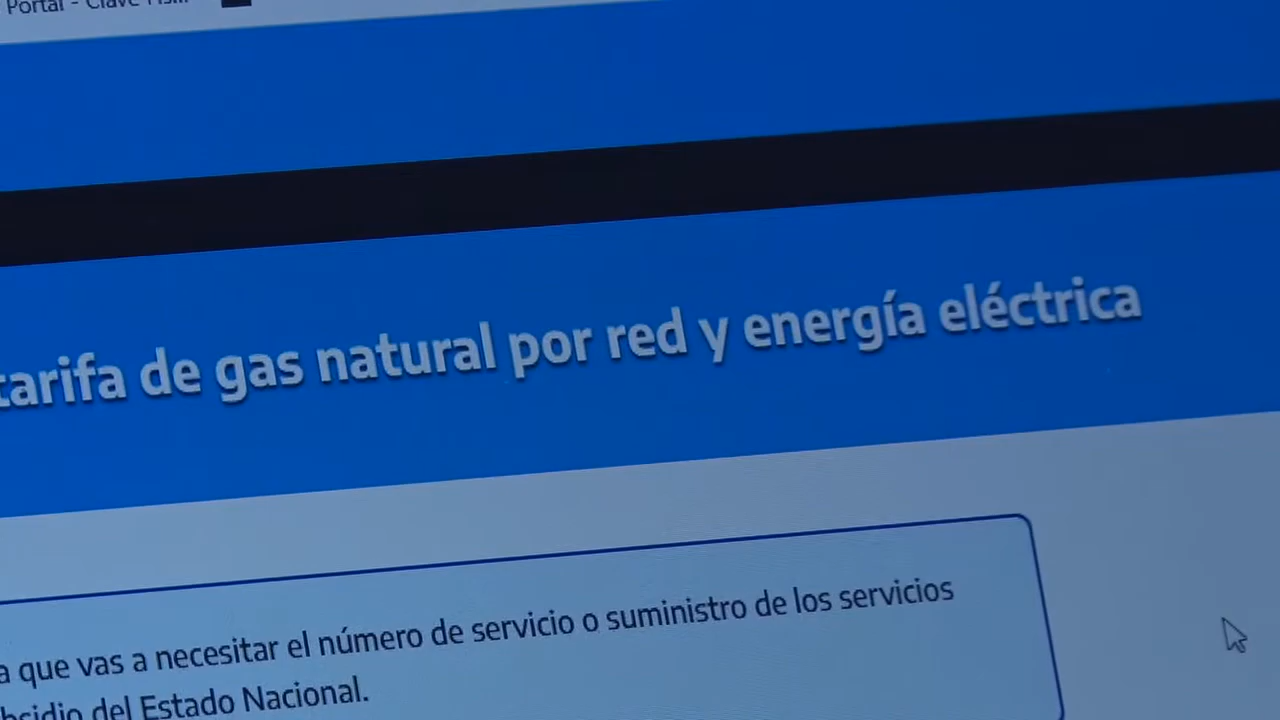 Portal - Clave Fis...
tarifa de gas natural por red y energía eléctrica
a que vas a necesitar el número de servicio o suministro de los servicios
bsidio del Estado Nacional.